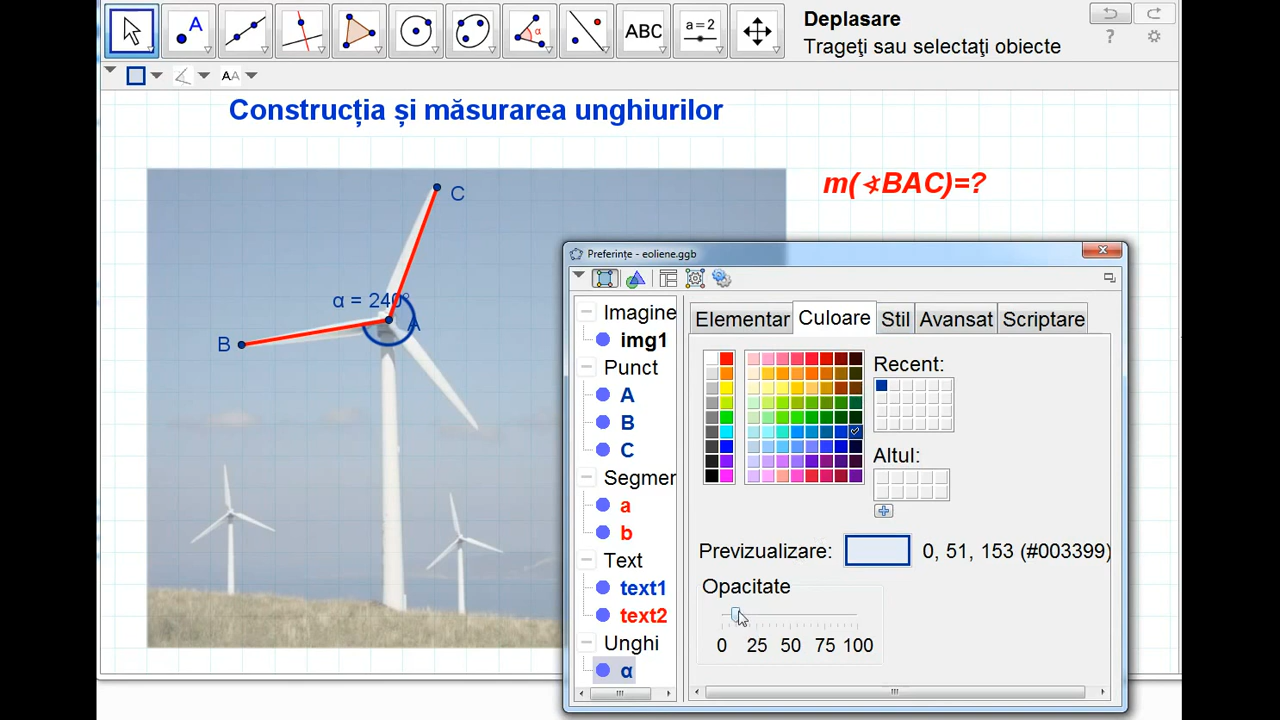 A
α
ABC
a=2
Deplasare
Trageți sau selectați obiecte
?
AA
Construcția și măsurarea unghiurilor
m(∢BAC)=?
C
α = 240°
A
B
Preferințe - eoliene.ggb
Imagine
img1
Punct
A
B
C
Segmer
a
b
Text
text1
text2
Unghi
α
Elementar
Culoare
Stil
Avansat
Scriptare
Recent:
Altul:
Previzualizare:
0, 51, 153 (#003399)
Opacitate
0 25 50 75 100